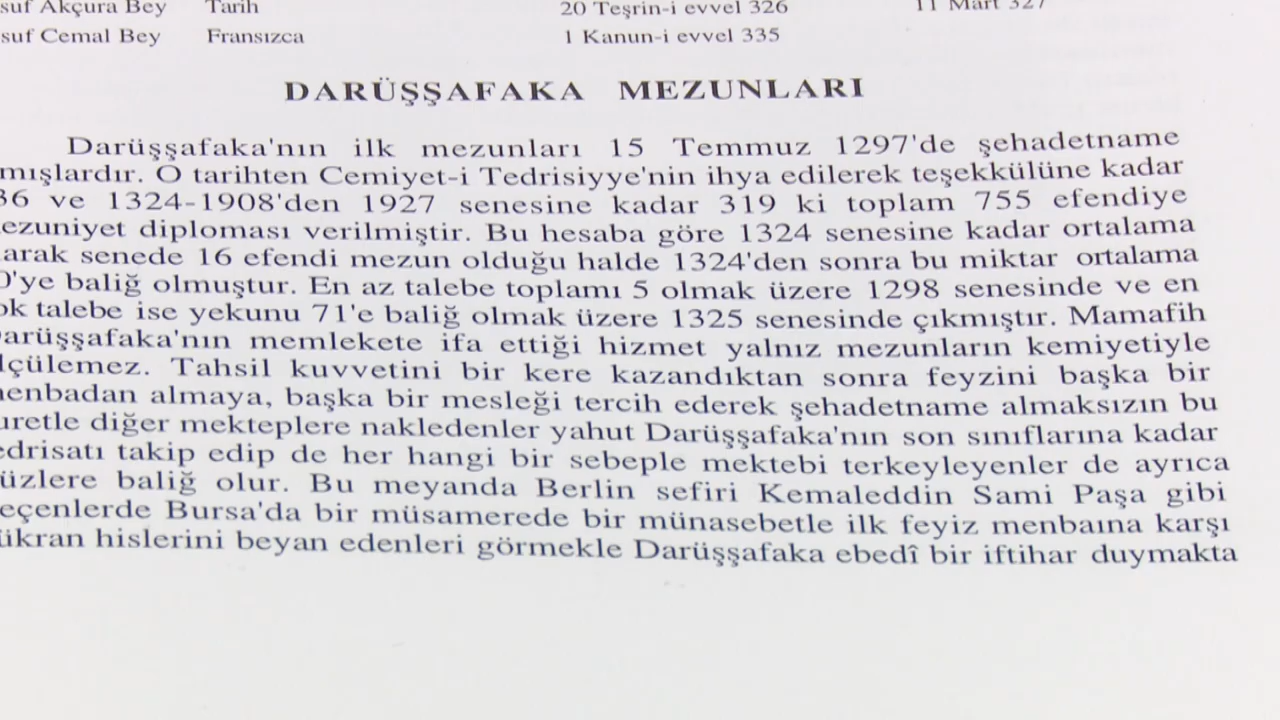 suf Akçura Bey Tarih 20 Teşrin-i evvel 326 11 Mart 327
suf Cemal Bey Fransızca 1 Kanun-i evvel 335
DARÜŞŞAFAKA MEZUNLARI
Darüşşafaka'nın ilk mezunları 15 Temmuz 1297'de şehadetname
mışlardır. O tarihten Cemiyet-i Tedrisiyye'nin ihya edilerek teşekkülüne kadar
36 ve 1324-1908'den 1927 senesine kadar 319 ki toplam 755 efendiye
ezuniyet diploması verilmiştir. Bu hesaba göre 1324 senesine kadar ortalama
arak senede 16 efendi mezun olduğu halde 1324'den sonra bu miktar ortalama
0'ye baliğ olmuştur. En az talebe toplamı 5 olmak üzere 1298 senesinde ve en
ok talebe ise yekunu 71'e baliğ olmak üzere 1325 senesinde çıkmıştır. Mamafih
arüşşafaka'nın memlekete ifa ettiği hizmet yalnız mezunların kemiyetiyle
lçülemez. Tahsil kuvvetini bir kere kazandıktan sonra feyzini başka bir
enbadan almaya, başka bir mesleği tercih ederek şehadetname almaksızın bu
uretle diğer mekteplere nakledenler yahut Darüşşafaka'nın son sınıflarına kadar
edrisatı takip edip de her hangi bir sebeple mektebi terkeyleyenler de ayrıca
üzlere baliğ olur. Bu meyanda Berlin sefiri Kemaleddin Sami Paşa gibi
eçenlerde Bursa'da bir müsamerede bir münasebetle ilk feyiz menbaına karşı
ükran hislerini beyan edenleri görmekle Darüşşafaka ebedî bir iftihar duymakta